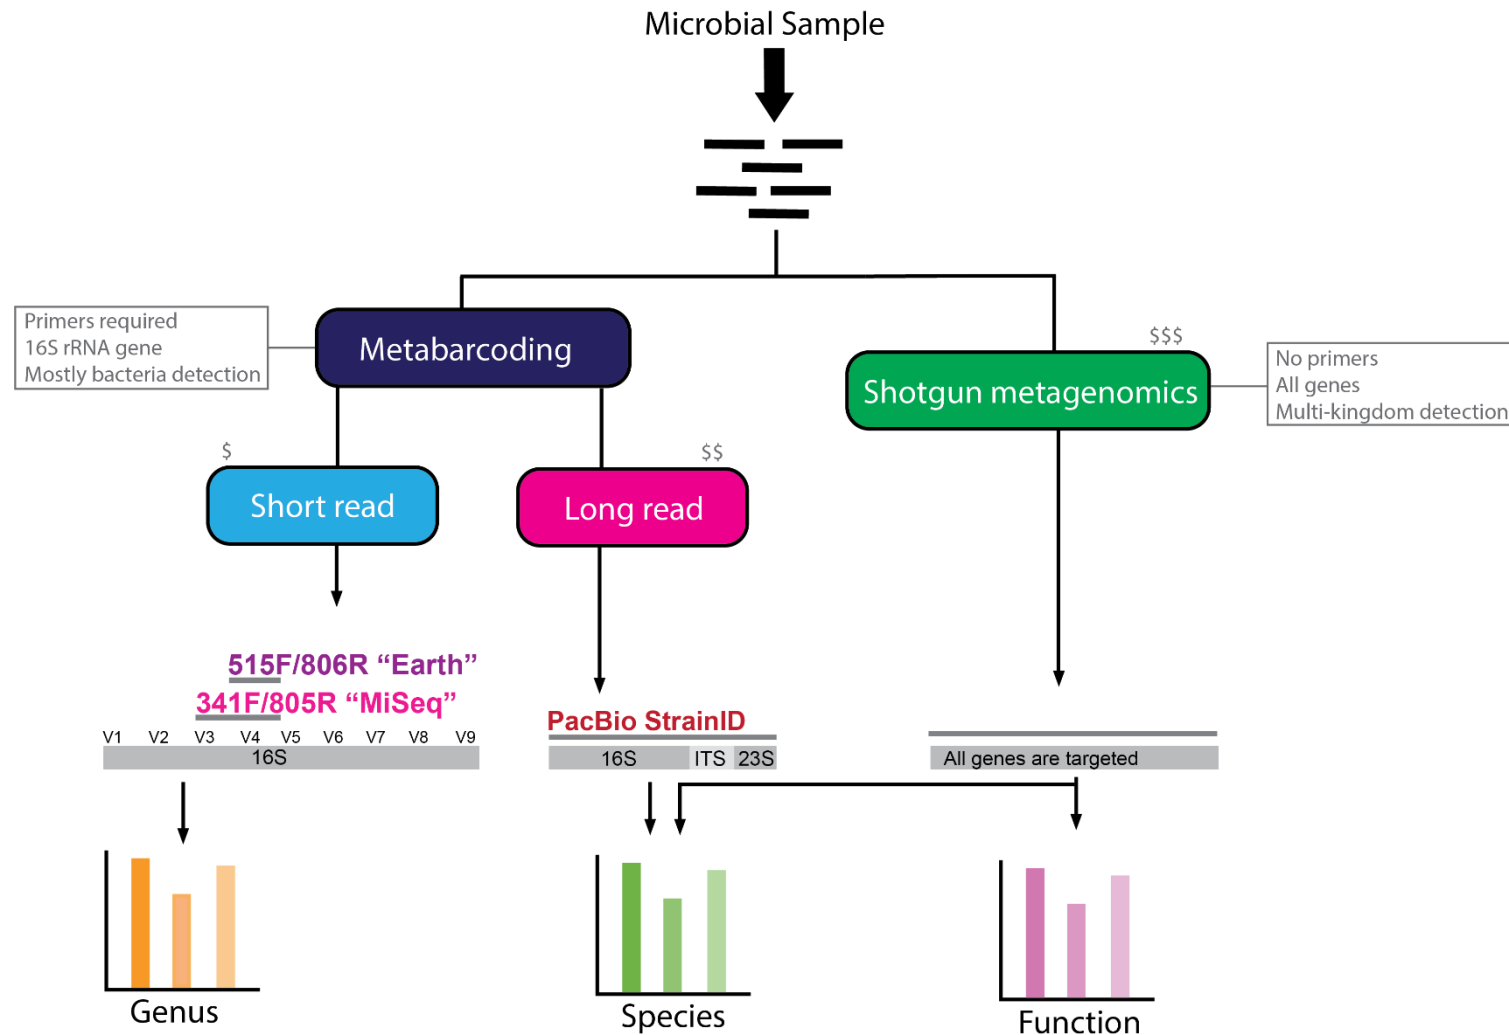 Microbial Sample
Primers required
16S rRNA gene
Mostly bacteria detection
Metabarcoding
$$$
Shotgun metagenomics
No primers
All genes
Multi-kingdom detection
$
Short read
$$
Long read
515F/806R “Earth”
341F/805R “MiSeq”
V1 V2 V3 V4 V5 V6 V7 V8 V9
16S
PacBio StrainID
16S ITS 23S
All genes are targeted
Genus
Species
Function